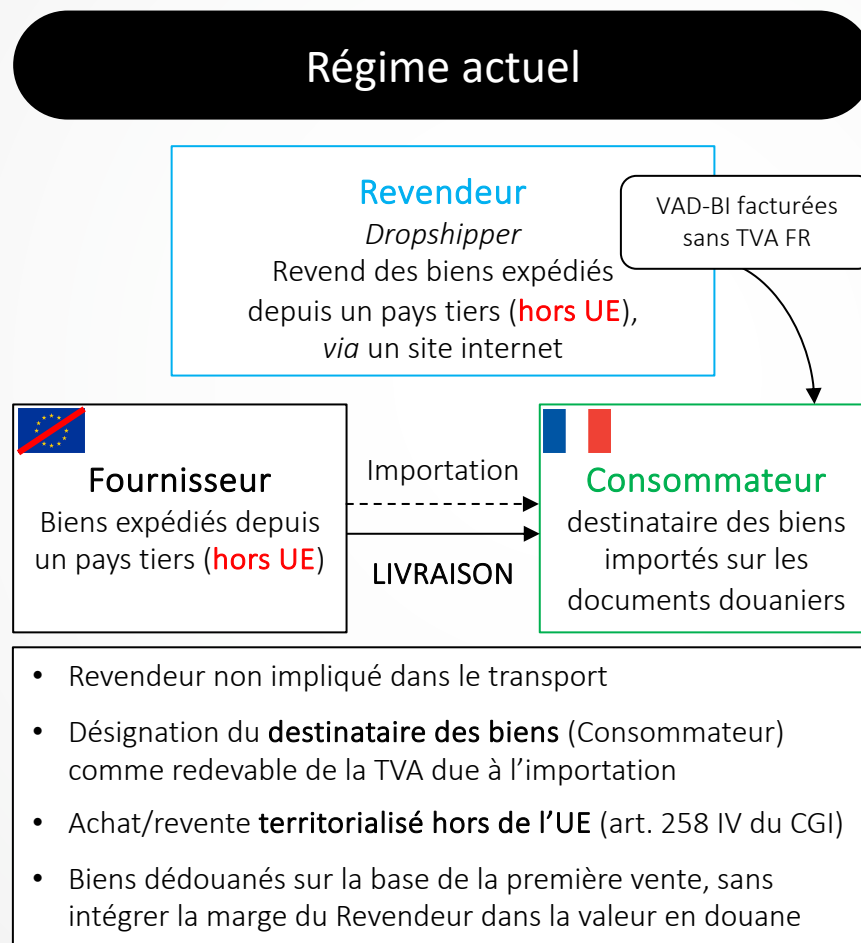 Régime actuel
Revendeur
Dropshipper
Revend des biens expédiés
depuis un pays tiers (hors UE),
via un site internet
VAD-BI facturées
sans TVA FR
Fournisseur
Biens expédiés depuis
un pays tiers (hors UE)
Importation
LIVRAISON
Consommateur
destinataire des biens
importés sur les
documents douaniers
• Revendeur non impliqué dans le transport
• Désignation du destinataire des biens (Consommateur)
comme redevable de la TVA due à l’importation
• Achat/revente territorialisé hors de l’UE (art. 258 IV du CGI)
• Biens dédouanés sur la base de la première vente, sans
intégrer la marge du Revendeur dans la valeur en douane